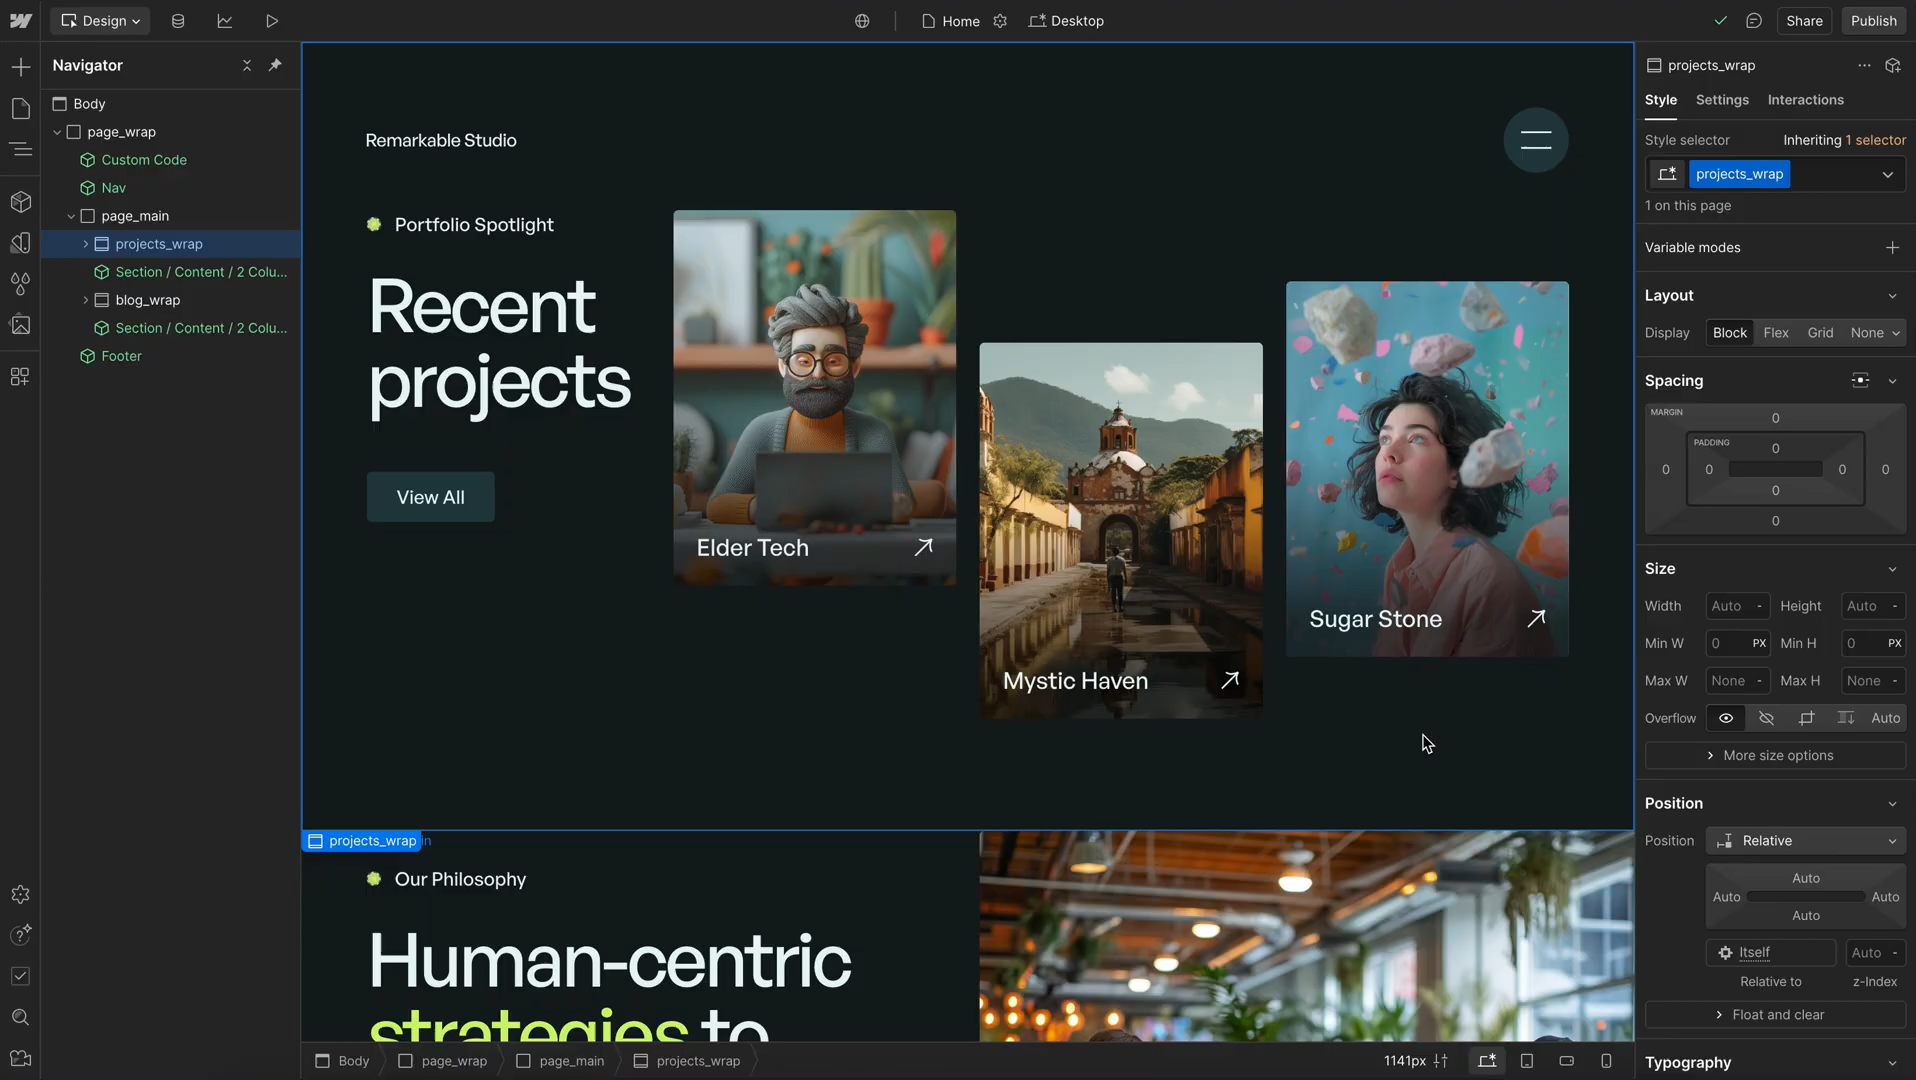 Design
Home
Desktop
Share
Publish
Navigator
Body
page_wrap
Custom Code
Nav
page_main
projects_wrap
Section / Content / 2 Colu...
blog_wrap
Section / Content / 2 Colu...
Footer
Remarkable Studio
Portfolio Spotlight
Recent
projects
View All
Elder Tech
Mystic Haven
Sugar Stone
projects_wrap in
Our Philosophy
Human-centric
strategies to
Body
page_wrap
page_main
projects_wrap
1141px
projects_wrap
Style
Settings
Interactions
Style selector
Inheriting 1 selector
projects_wrap
1 on this page
Variable modes
Layout
Display
Block
Flex
Grid
None
Spacing
MARGIN
0
PADDING
0
0 0 0 0
0
0
Size
Width Auto - Height Auto -
Min W 0 PX Min H 0 PX
Max W None - Max H None -
Overflow Auto
More size options
Position
Position Relative
Auto
Auto Auto
Auto
Itself Auto -
Relative to z-Index
Float and clear
Typography